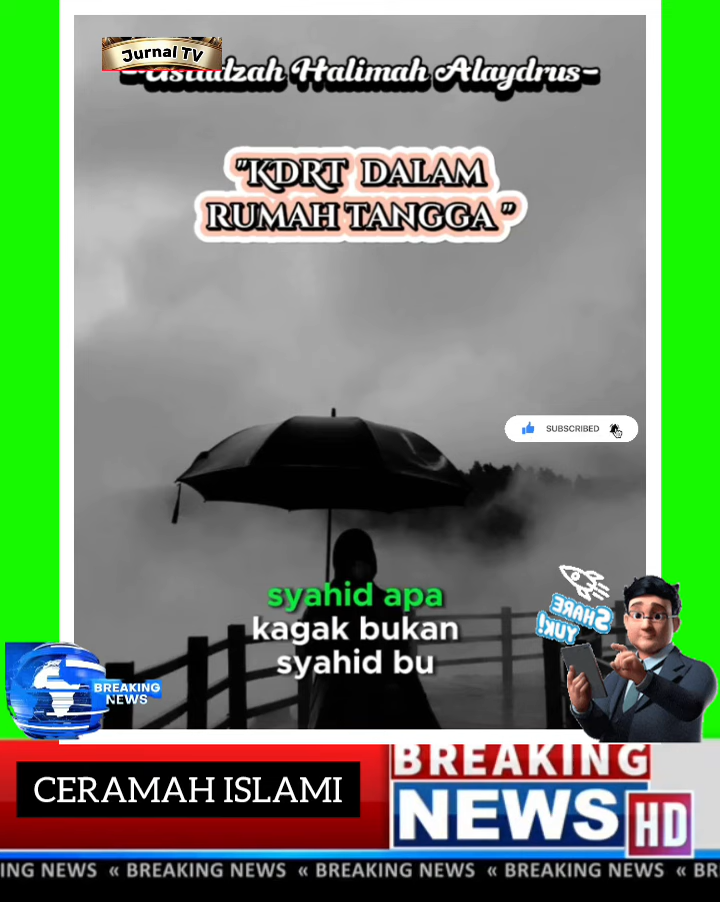 Jurnal TV
-Ustadzah Halimah Alaydrus-
"KDRT DALAM
RUMAH TANGGA"
SUBSCRIBED
syahid apa
kagak bukan
syahid bu
SHARE
YUK!
BREAKING
NEWS
CERAMAH ISLAMI
BREAKING
NEWS HD
ING NEWS « BREAKING NEWS « BREAKING NEWS « BREAKING NEWS « BR